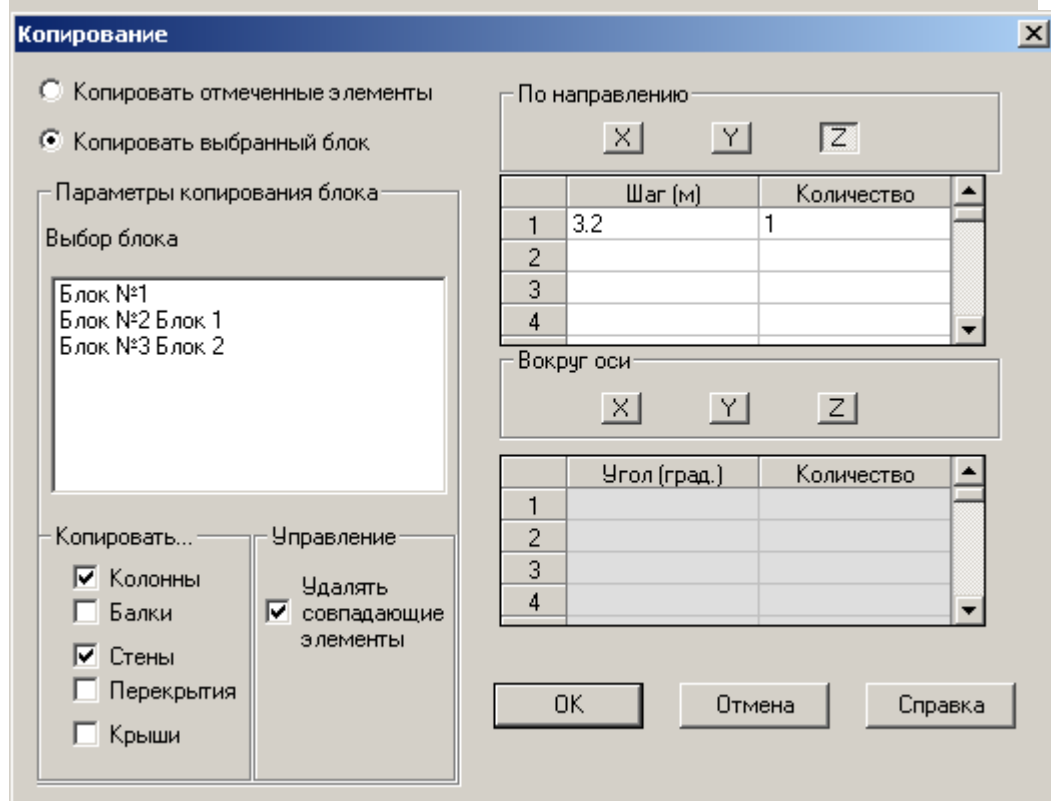 Копирование
Копировать отмеченные элементы
Копировать выбранный блок
Параметры копирования блока
Выбор блока
Блок №1
Блок №2 Блок 1
Блок №3 Блок 2
Копировать...
Колонны
Балки
Стены
Перекрытия
Крыши
Управление
Удалять
совпадающие
элементы
По направлению
X Y Z
Шаг (м) Количество
1 3.2 1
2
3
4
Вокруг оси
X Y Z
Угол (град.) Количество
1
2
3
4
OK Отмена Справка